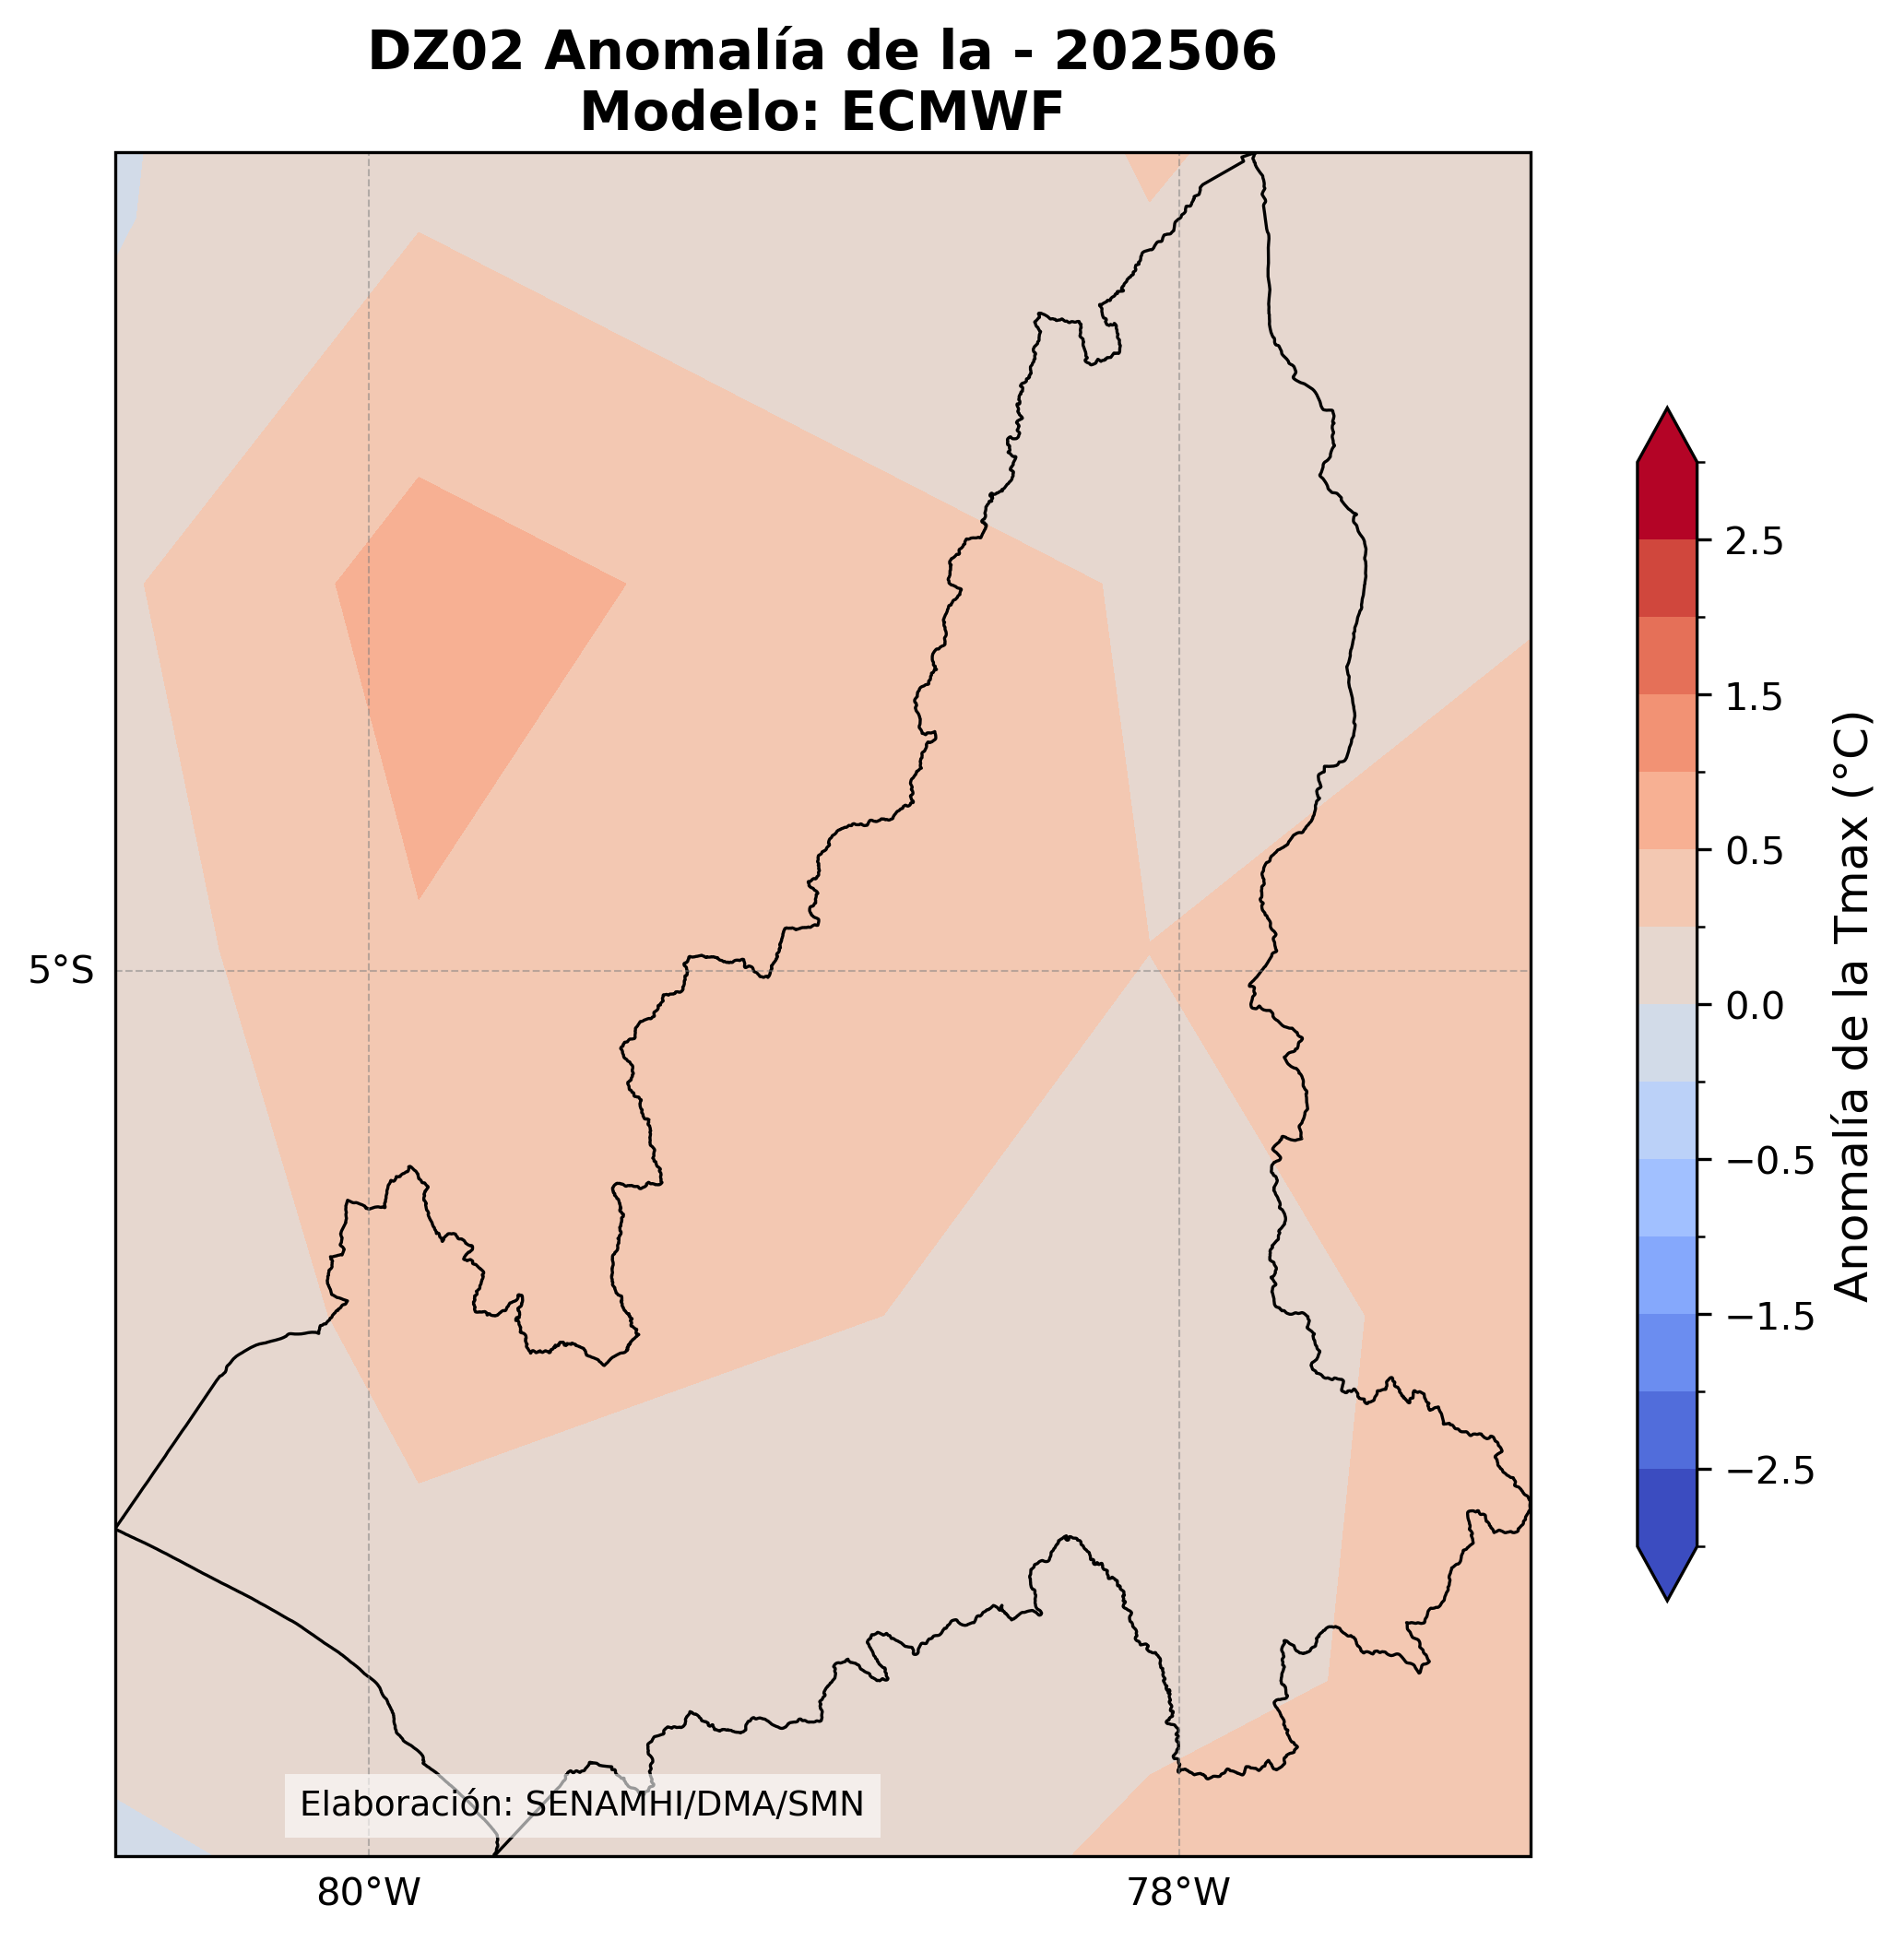 DZ02 Anomalía de la - 202506
Modelo: ECMWF
2.5
1.5
0.5
0.0
−0.5
−1.5
−2.5
Anomalía de la Tmax (°C)
5°S
Elaboración: SENAMHI/DMA/SMN
80°W
78°W